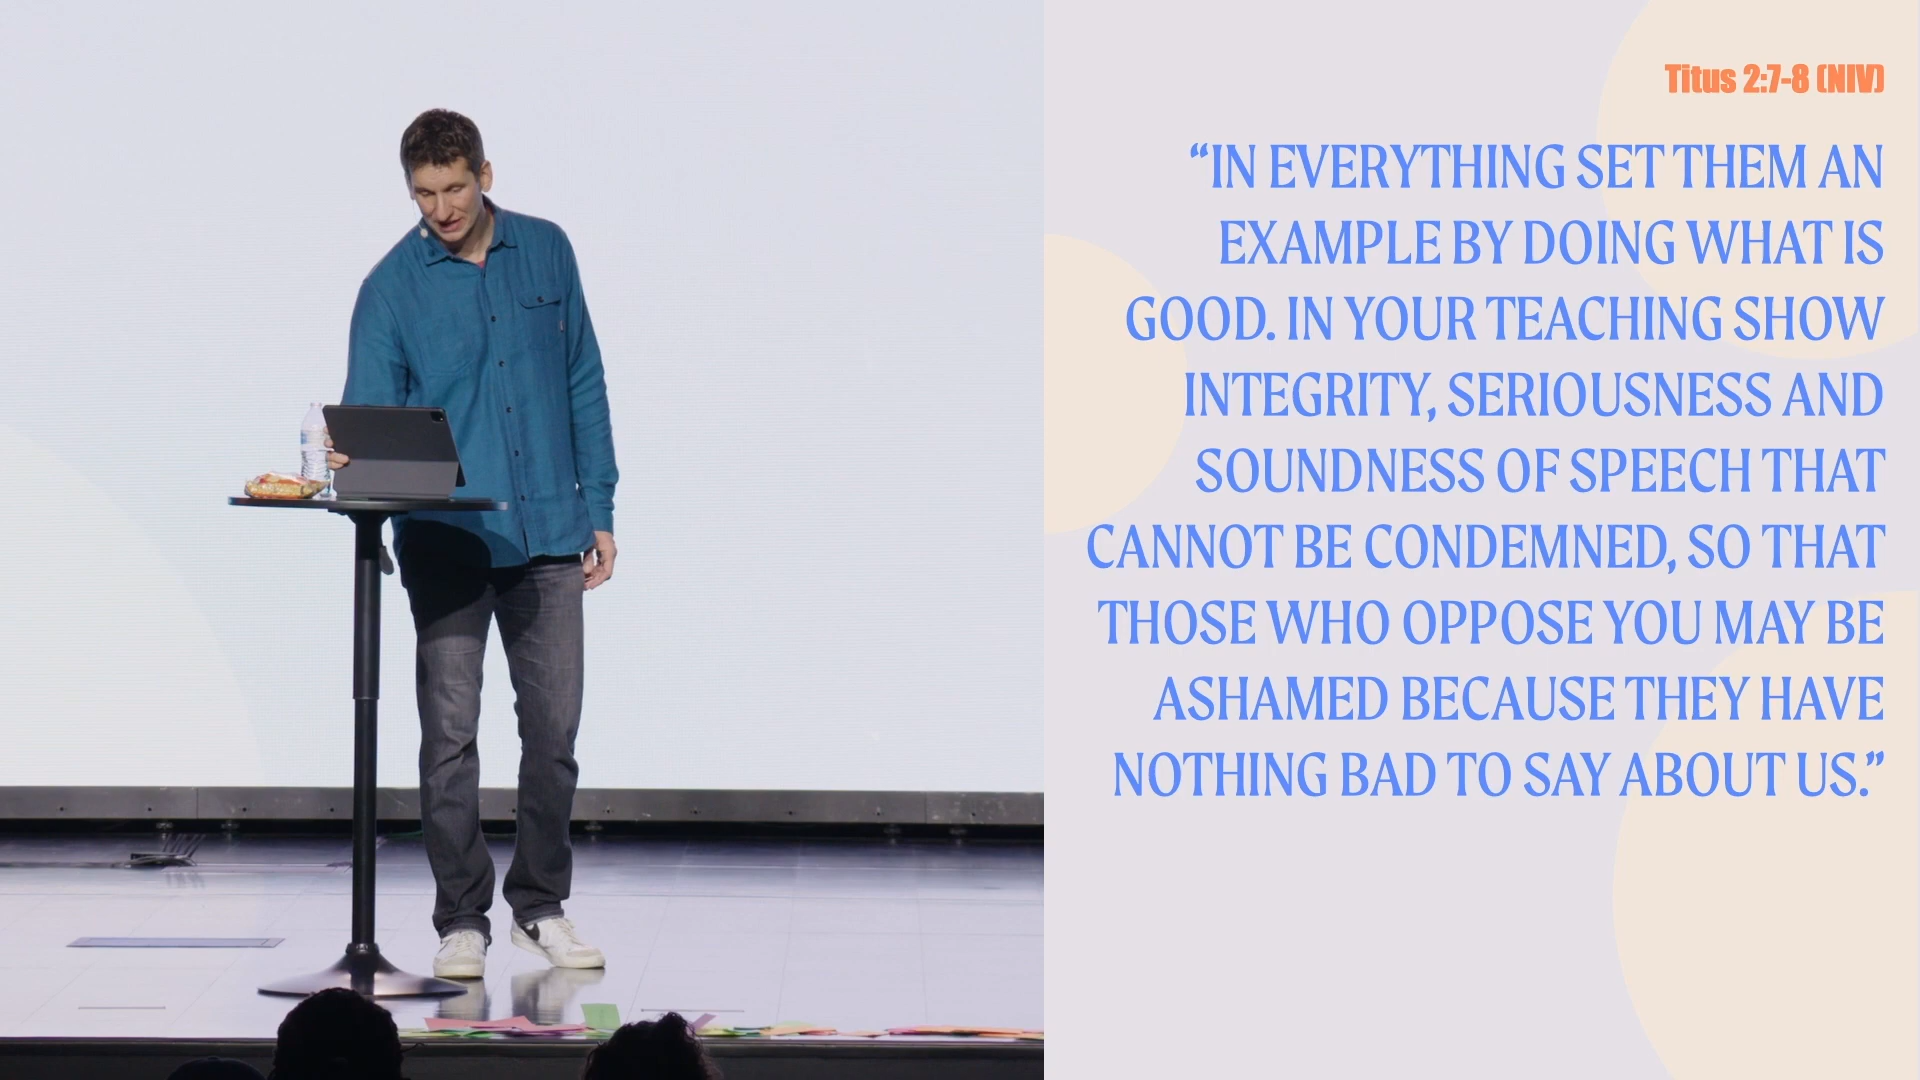 Titus 2:7-8 (NIV)
“IN EVERYTHING SET THEM AN
EXAMPLE BY DOING WHAT IS
GOOD. IN YOUR TEACHING SHOW
INTEGRITY, SERIOUSNESS AND
SOUNDNESS OF SPEECH THAT
CANNOT BE CONDEMNED, SO THAT
THOSE WHO OPPOSE YOU MAY BE
ASHAMED BECAUSE THEY HAVE
NOTHING BAD TO SAY ABOUT US.”